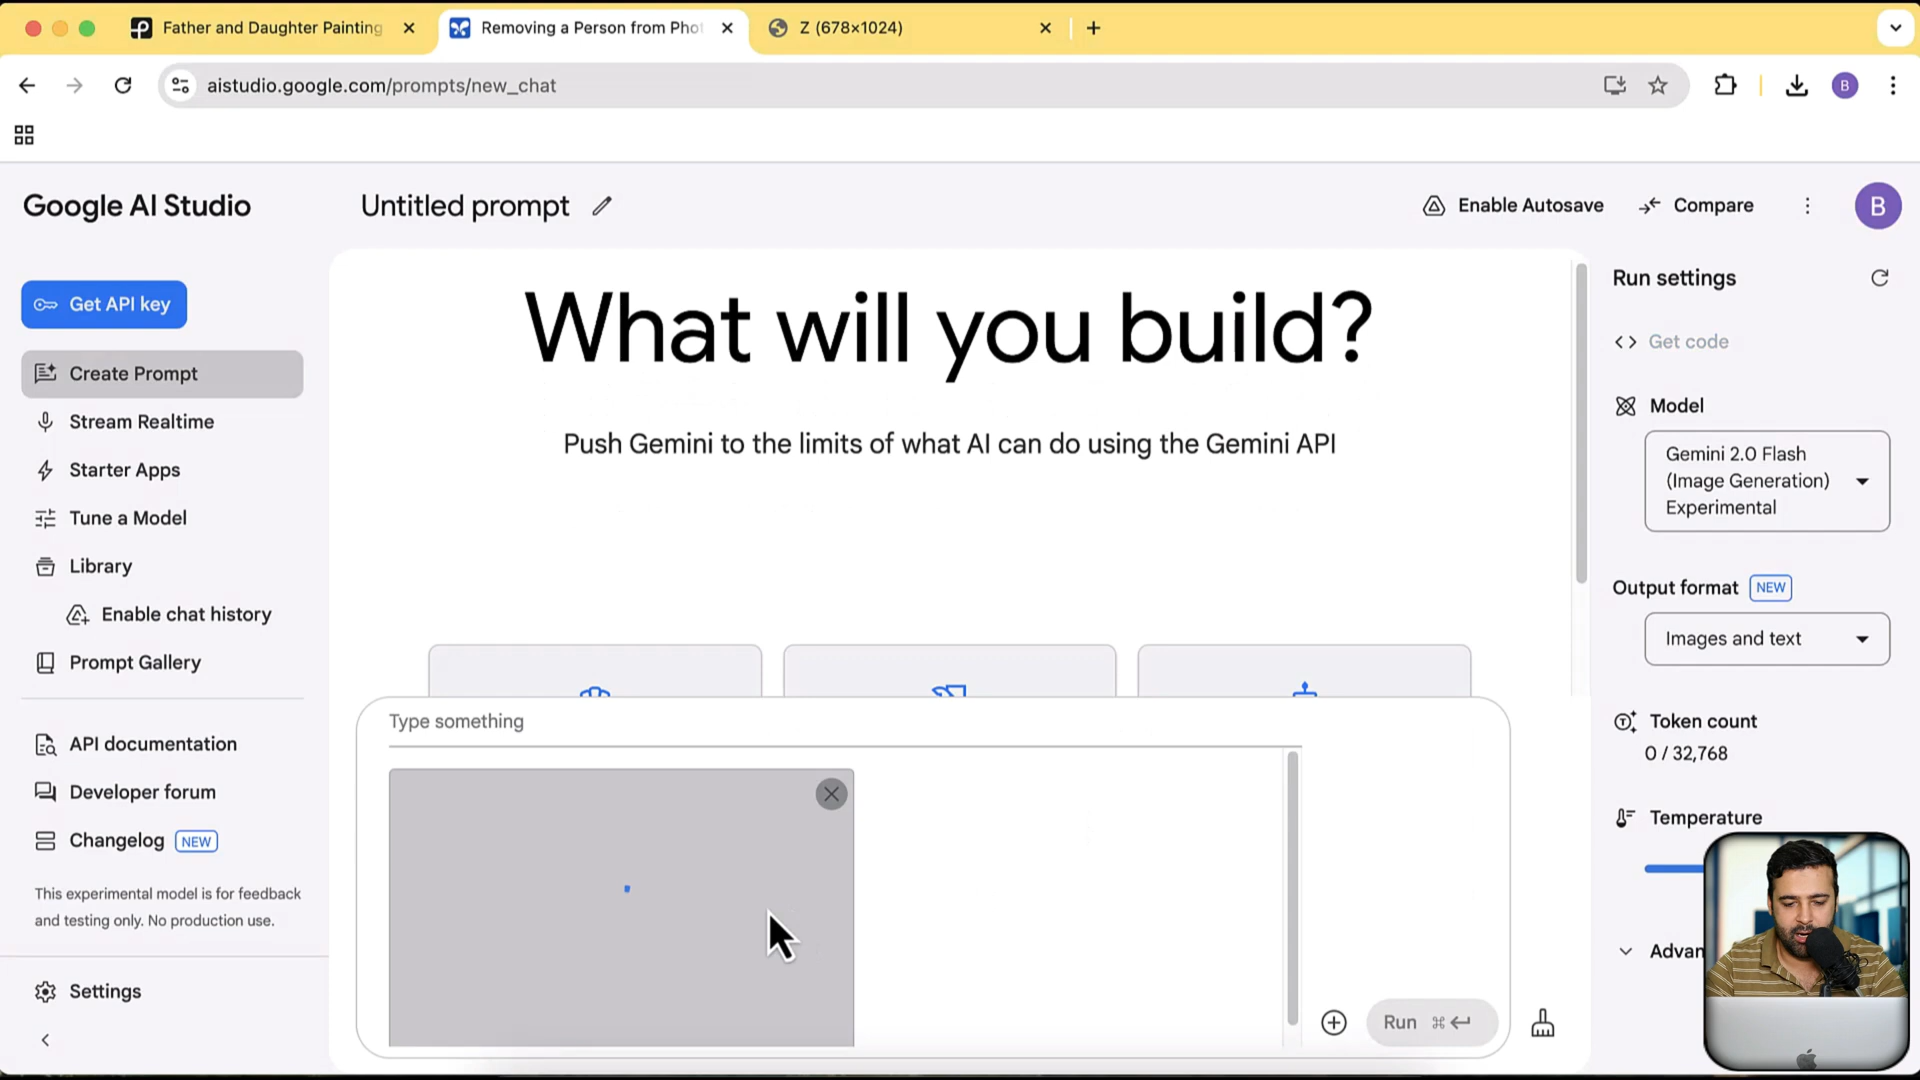 Father and Daughter Painting
Removing a Person from Phot
Z (678×1024)
aistudio.google.com/prompts/new_chat
B
Google AI Studio
Untitled prompt
Enable Autosave
Compare
B
Get API key
Create Prompt
Stream Realtime
Starter Apps
Tune a Model
Library
Enable chat history
Prompt Gallery
API documentation
Developer forum
Changelog NEW
This experimental model is for feedback
and testing only. No production use.
Settings
What will you build?
Push Gemini to the limits of what AI can do using the Gemini API
Type something
Run ⌘ ↵
Run settings
Get code
Model
Gemini 2.0 Flash
(Image Generation)
Experimental
Output format NEW
Images and text
Token count
0 / 32,768
Temperature
Advan